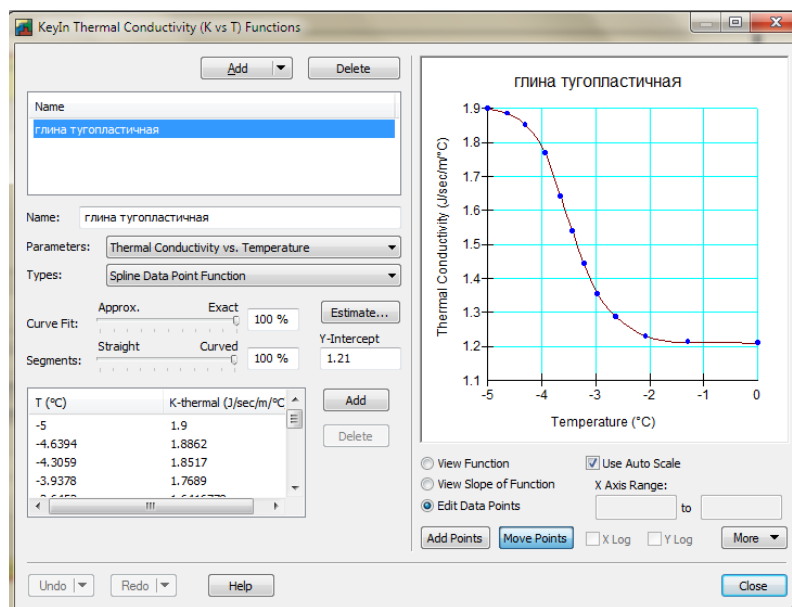 KeyIn Thermal Conductivity (K vs T) Functions
Add
Delete
Name
глина тугопластичная
Name: глина тугопластичная
Parameters: Thermal Conductivity vs. Temperature
Types: Spline Data Point Function
Approx. Exact
Curve Fit: 100 % Estimate...
Straight Curved Y-Intercept
Segments: 100 % 1.21
T (°C) K-thermal (J/sec/m/°C
-5 1.9
-4.6394 1.8862
-4.3059 1.8517
-3.9378 1.7689
Add
Delete
глина тугопластичная
Thermal Conductivity (J/sec/m/°C)
1.9
1.8
1.7
1.6
1.5
1.4
1.3
1.2
1.1
-5 -4 -3 -2 -1 0
Temperature (°C)
View Function
Use Auto Scale
View Slope of Function
X Axis Range:
Edit Data Points
to
Add Points Move Points X Log Y Log More
Undo Redo Help Close